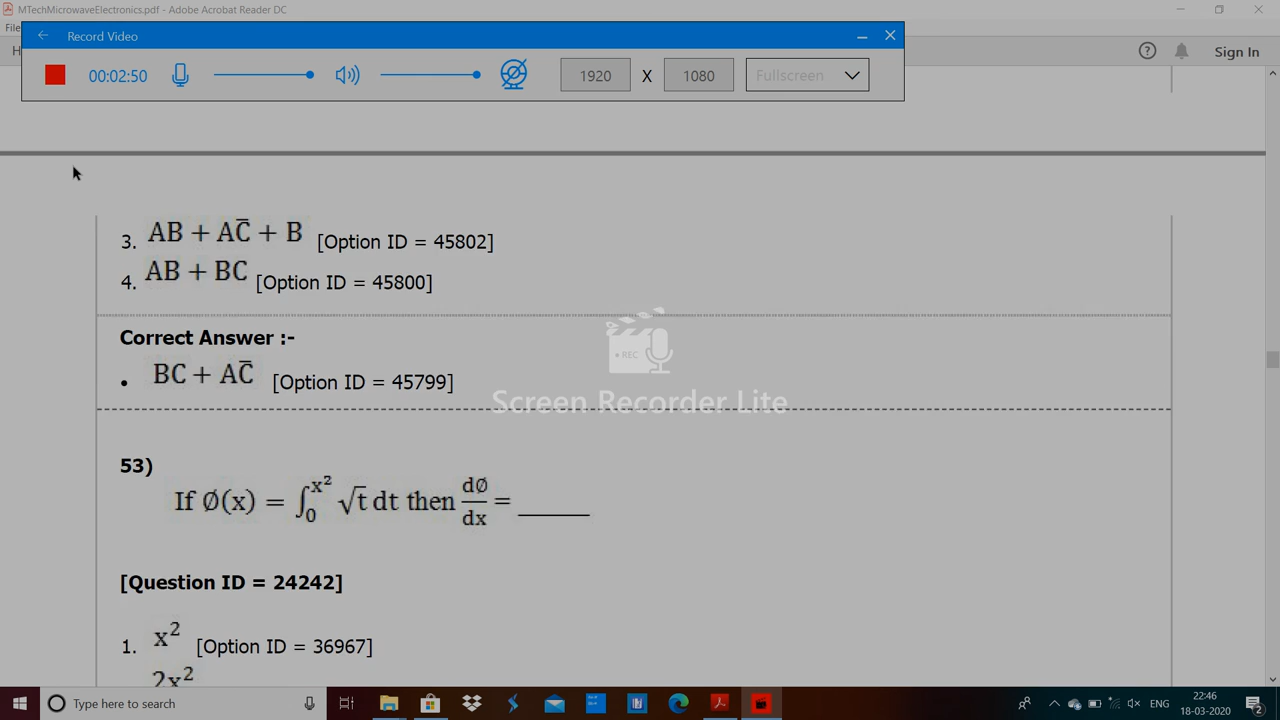 MTechMicrowaveElectronics.pdf - Adobe Acrobat Reader DC
File
Record Video
H
Sign In
00:02:50
1920 X 1080 Fullscreen
3. AB + AC̅ + B [Option ID = 45802]
4. AB + BC [Option ID = 45800]
Correct Answer :-
• BC + AC̅ [Option ID = 45799]
REC
Screen Recorder Lite
53)
If Ø(x) = ∫₀^x² √t dt then dØ/dx = ______
[Question ID = 24242]
1. x² [Option ID = 36967]
2x²
Type here to search
ENG
22:46
18-03-2020
2